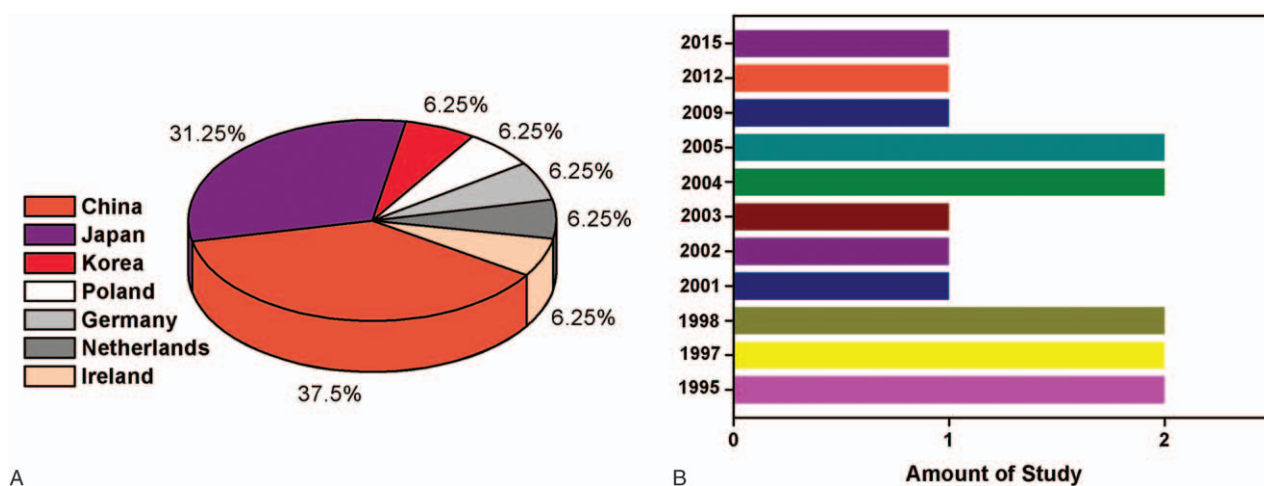 31.25%
6.25%
6.25%
6.25%
6.25%
6.25%
37.5%
China
Japan
Korea
Poland
Germany
Netherlands
Ireland
A
2015
2012
2009
2005
2004
2003
2002
2001
1998
1997
1995
0 1 2
Amount of Study
B